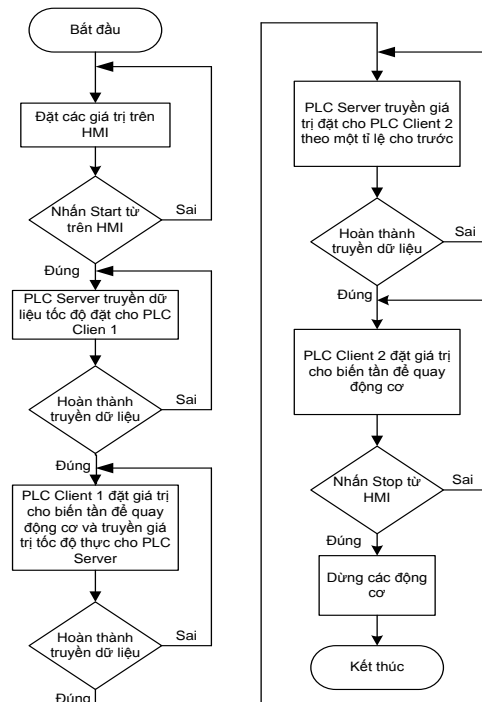 Bắt đầu
Đặt các giá trị trên
HMI
Nhấn Start từ
trên HMI
Sai
Đúng
PLC Server truyền dữ
liệu tốc độ đặt cho PLC
Clien 1
Hoàn thành
truyền dữ liệu
Sai
Đúng
PLC Client 1 đặt giá trị
cho biến tần để quay
động cơ và truyền giá
trị tốc độ thực cho PLC
Server
Hoàn thành
truyền dữ liệu
Sai
Đúng
PLC Server truyền giá
trị đặt cho PLC Client 2
theo một tỉ lệ cho trước
Hoàn thành
truyền dữ liệu
Sai
Đúng
PLC Client 2 đặt giá trị
cho biến tần để quay
động cơ
Nhấn Stop từ
HMI
Sai
Đúng
Dừng các động
cơ
Kết thúc